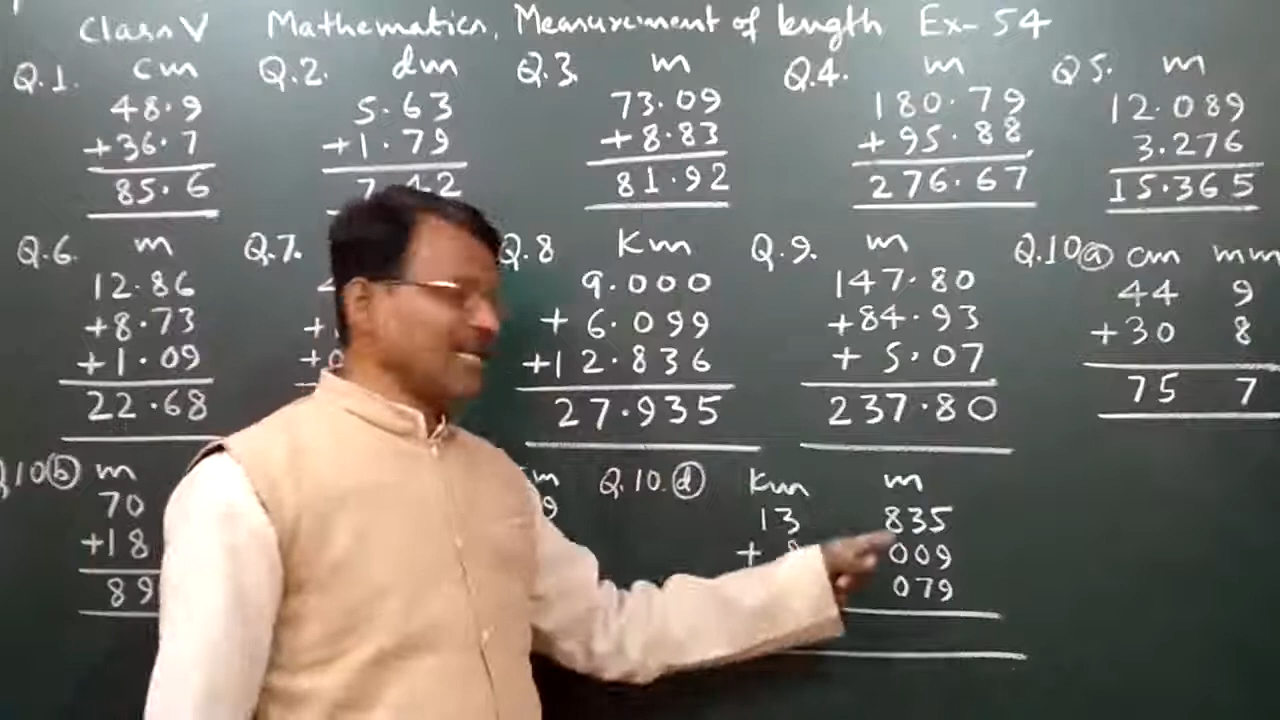 Class V Mathematics, Measurement of length Ex-54
Q.1. cm
48.9
+36.7
85.6
Q.2. dm
5.63
+1.79
7.42
Q.3. m
73.09
+8.83
81.92
Q.4. m
180.79
+95.88
276.67
Q5. m
12.089
3.276
15.365
Q.6. m
12.86
+8.73
+1.09
22.68
Q.7.
Q.8 Km
9.000
+6.099
+12.836
27.935
Q.9. m
147.80
+84.93
+5.07
237.80
Q.10(a) cm mm
44 9
+30 8
75 7
Q.10(b) m
70
+18
89
Q.10.(d) Km m
13 835
009
079